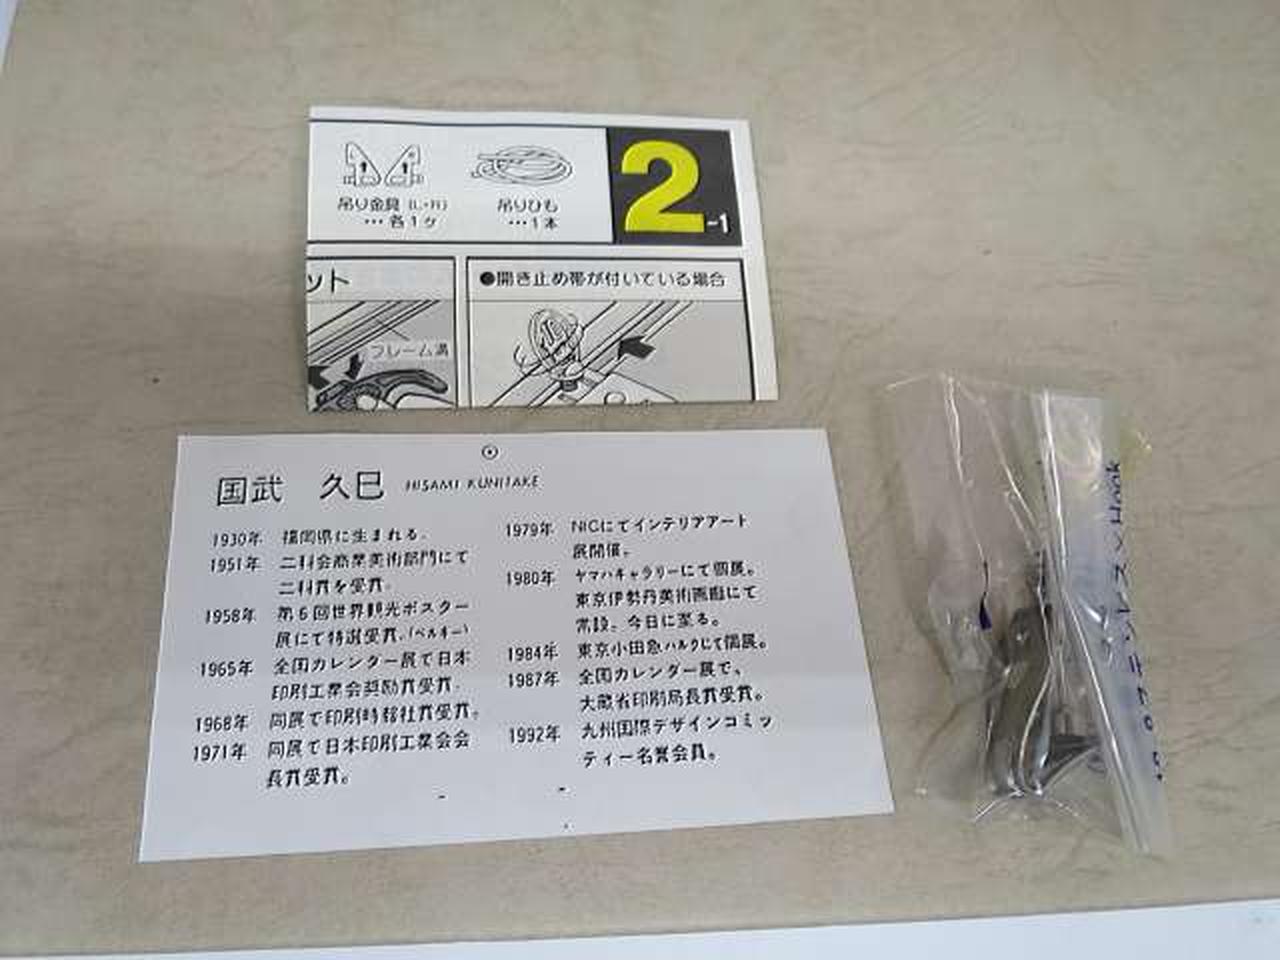 吊り金具 (L・R)
…各1ヶ
吊りひも
…1本
2-1
ット
●開き止め帯が付いている場合
フレーム溝
国武 久巳 HISAMI KUNITAKE
1930年 福岡県に生まれる。
1951年 二科会商業美術部門にて
二科賞を受賞。
1958年 第6回世界観光ポスター
展にて特選受賞。(ベルギー)
1965年 全国カレンダー展で日本
印刷工業会奨励賞受賞。
1968年 同展で印刷時報社賞受賞。
1971年 同展で日本印刷工業会会
長賞受賞。
1979年 NICにてインテリアアート
展開催。
1980年 ヤマハギャラリーにて個展。
東京伊勢丹美術画廊にて
常設。今日に至る。
1984年 東京小田急ハルクにて個展。
1987年 全国カレンダー展で、
大蔵省印刷局長賞受賞。
1992年 九州国際デザインコミッ
ティー名誉会員。
Hook